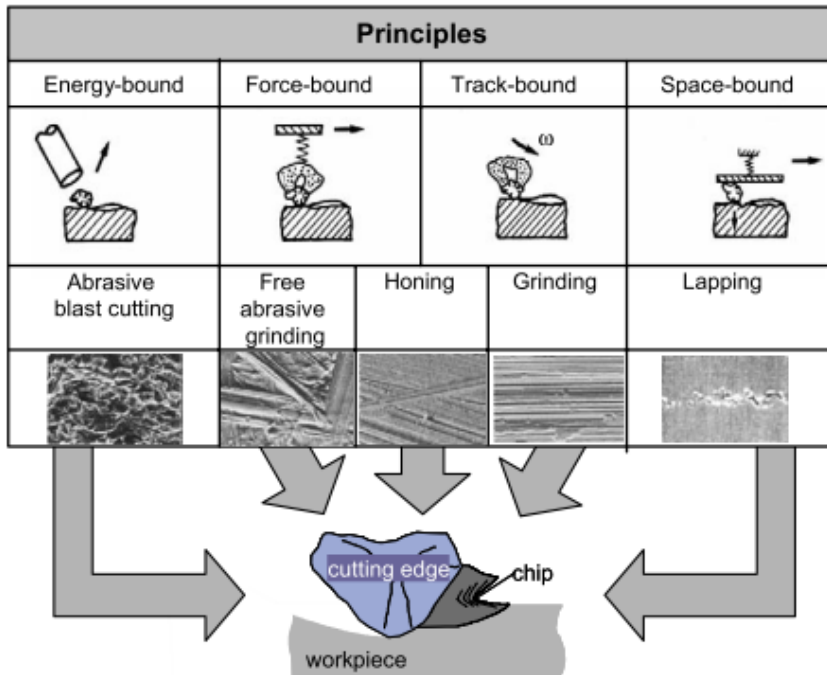 Principles
Energy-bound
Force-bound
Track-bound
Space-bound
ω
Abrasive
blast cutting
Free
abrasive
grinding
Honing
Grinding
Lapping
cutting edge
chip
workpiece